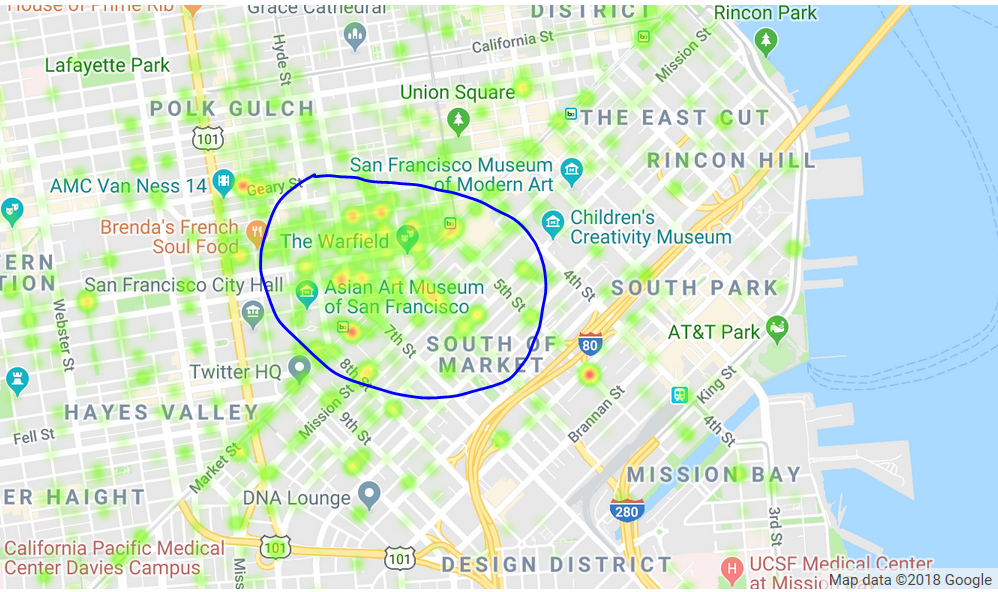 House of Prime Rib
Grace Cathedral
DISTRICT
Rincon Park
California St
Mission St
Hyde St
Lafayette Park
Union Square
POLK GULCH
THE EAST CUT
101
RINCON HILL
San Francisco Museum
of Modern Art
AMC Van Ness 14
Geary St
Children's
Creativity Museum
Brenda's French
Soul Food
The Warfield
ERN
TION
San Francisco City Hall
Asian Art Museum
of San Francisco
5th St
4th St
SOUTH PARK
Webster St
7th St
AT&T Park
SOUTH OF
MARKET
80
Twitter HQ
8th St
King St
HAYES VALLEY
Mission St
9th St
Brannan St
4th St
Fell St
Market St
MISSION BAY
ER HAIGHT
DNA Lounge
280
3rd St
California Pacific Medical
Center Davies Campus
101
101
Miss
DESIGN DISTRICT
UCSF Medical Center
at Mission
Map data ©2018 Google